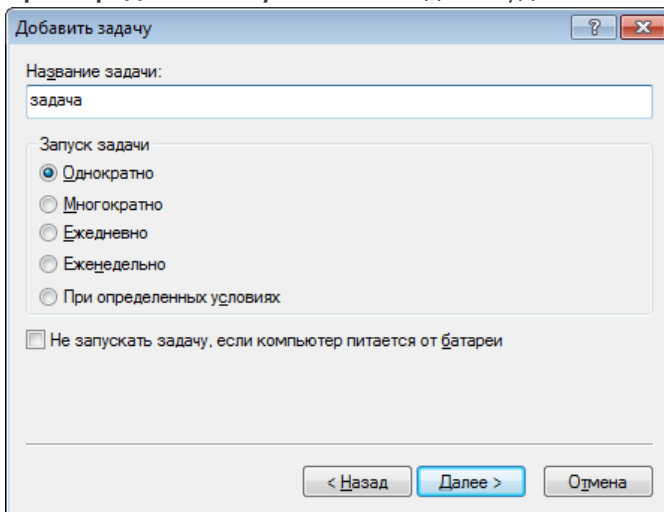 Добавить задачу
Название задачи:
задача
Запуск задачи
Однократно
Многократно
Ежедневно
Еженедельно
При определенных условиях
Не запускать задачу, если компьютер питается от батареи
< Назад Далее > Отмена